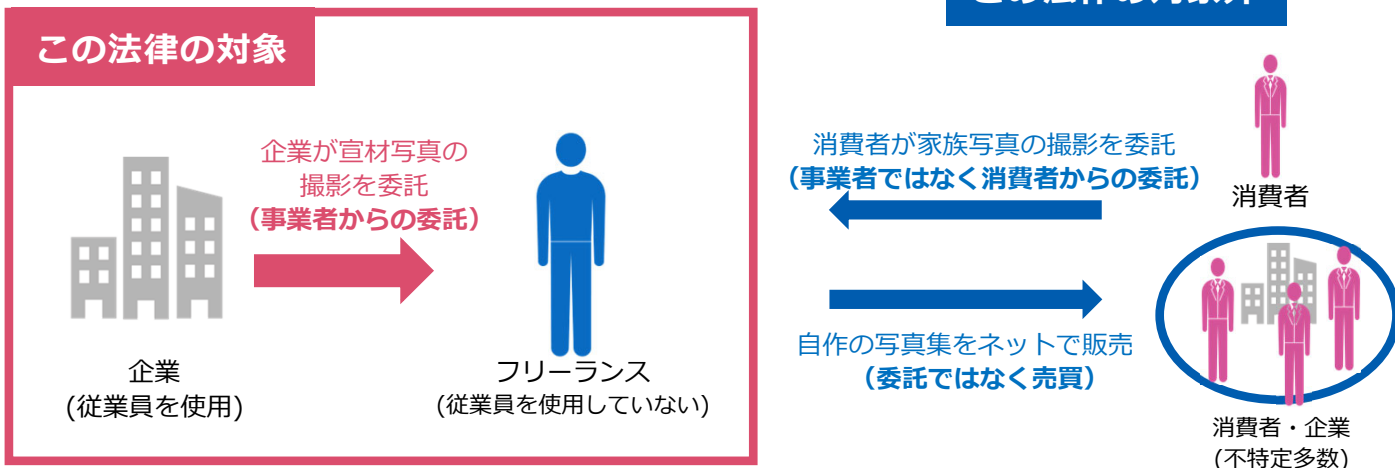 この法律の対象
企業が宣材写真の
撮影を委託
（事業者からの委託）
企業
(従業員を使用)
フリーランス
(従業員を使用していない)
消費者が家族写真の撮影を委託
（事業者ではなく消費者からの委託）
消費者
自作の写真集をネットで販売
（委託ではなく売買）
消費者・企業
(不特定多数)